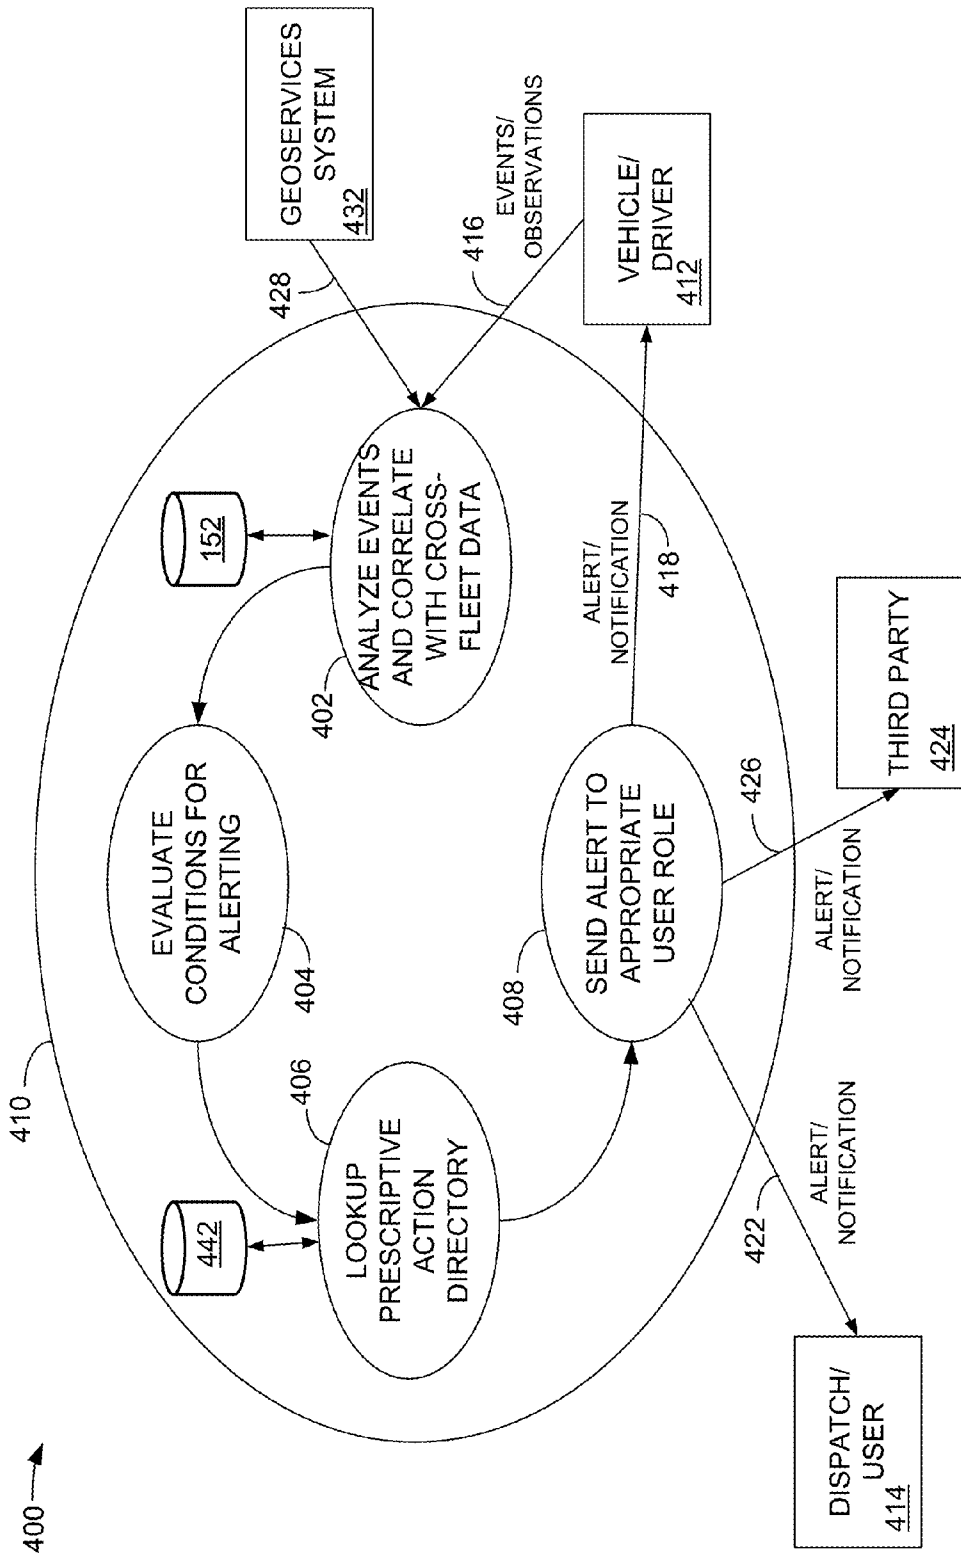 400
410
442
152
EVALUATE
CONDITIONS FOR
ALERTING
404
406
LOOKUP
PRESCRIPTIVE
ACTION
DIRECTORY
402
ANALYZE EVENTS
AND CORRELATE
WITH CROSS-
FLEET DATA
428
GEOSERVICES
SYSTEM
432
416
EVENTS/
OBSERVATIONS
408
SEND ALERT TO
APPROPRIATE
USER ROLE
ALERT/
NOTIFICATION
418
VEHICLE/
DRIVER
412
422
ALERT/
NOTIFICATION
DISPATCH/
USER
414
ALERT/
NOTIFICATION
426
THIRD PARTY
424